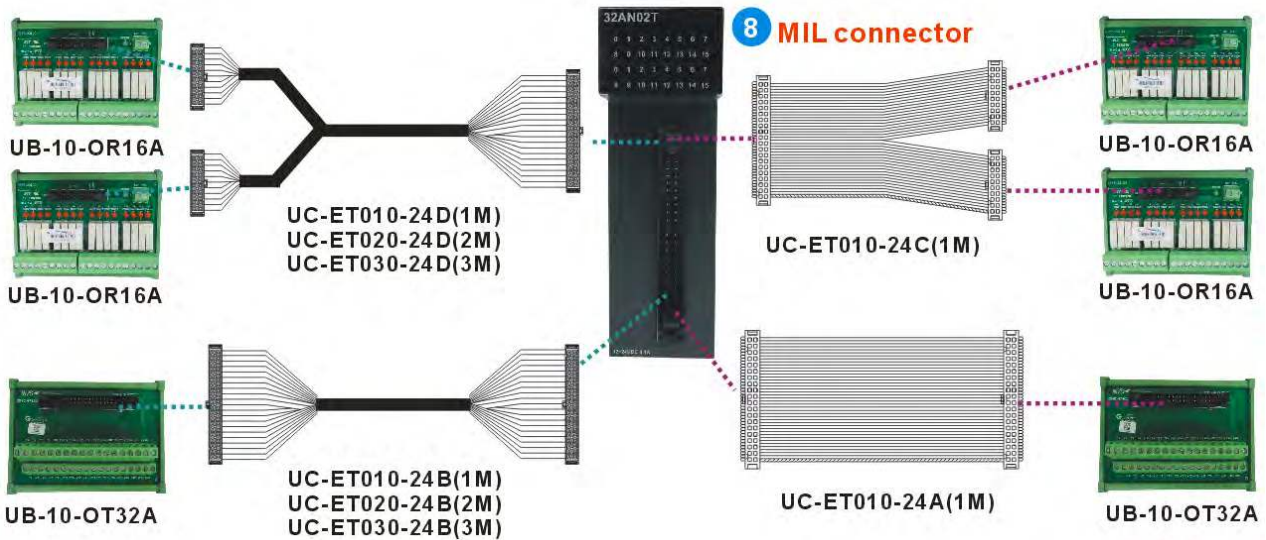 32AN02T
0 1 2 3 4 5 6 7
8 9 10 11 12 13 14 15
0 1 2 3 4 5 6 7
8 9 10 11 12 13 14 15
8 MIL connector
UB-10-OR16A
UB-10-OR16A
UC-ET010-24D(1M)
UC-ET020-24D(2M)
UC-ET030-24D(3M)
UB-10-OR16A
UC-ET010-24C(1M)
UB-10-OR16A
UB-10-OT32A
UC-ET010-24B(1M)
UC-ET020-24B(2M)
UC-ET030-24B(3M)
UC-ET010-24A(1M)
UB-10-OT32A